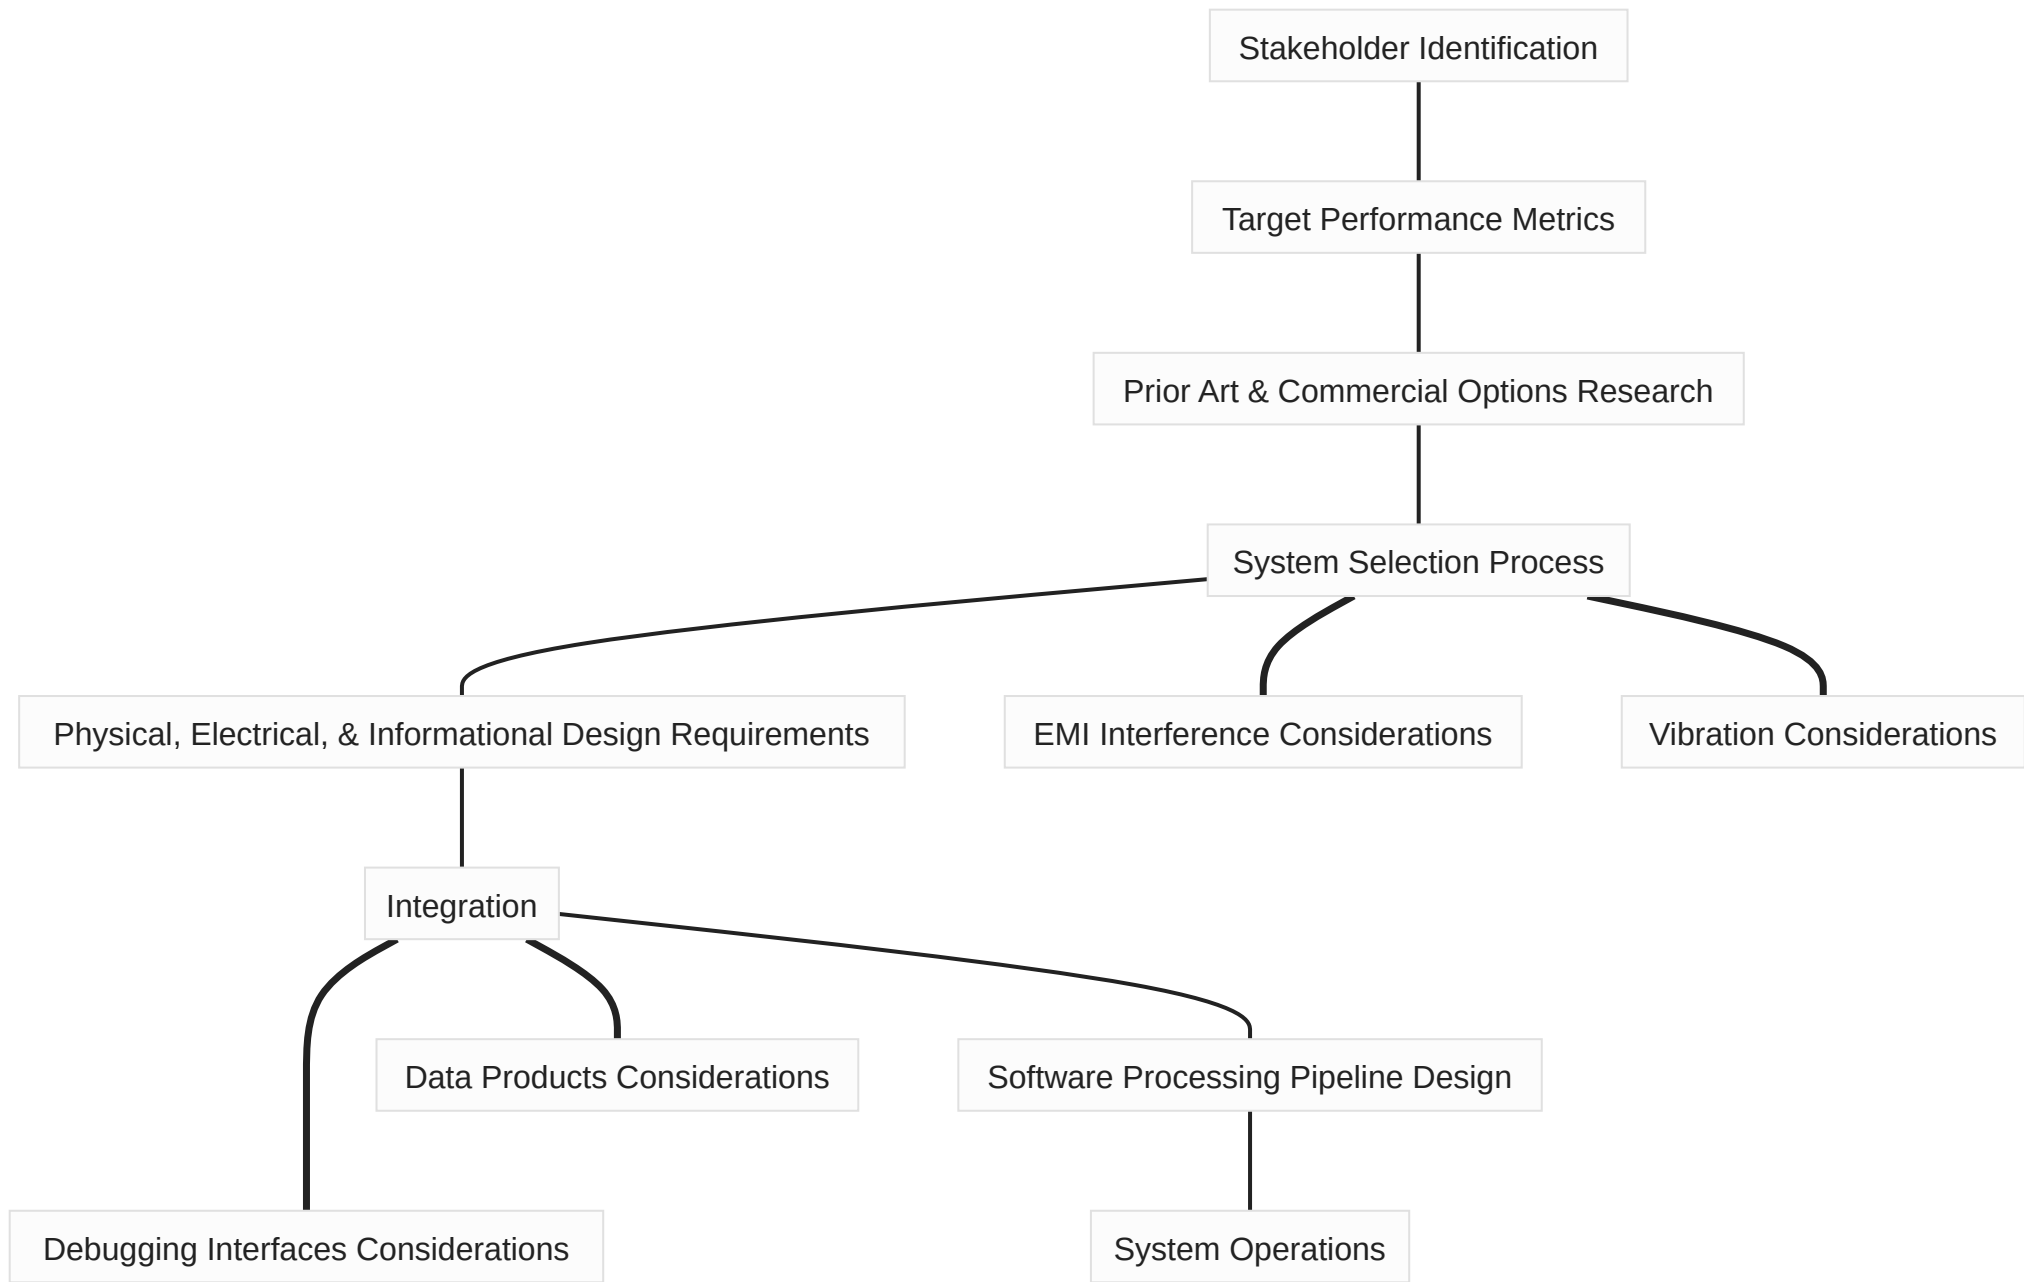 Stakeholder Identification
Target Performance Metrics
Prior Art & Commercial Options Research
System Selection Process
Physical, Electrical, & Informational Design Requirements
EMI Interference Considerations
Vibration Considerations
Integration
Data Products Considerations
Software Processing Pipeline Design
Debugging Interfaces Considerations
System Operations